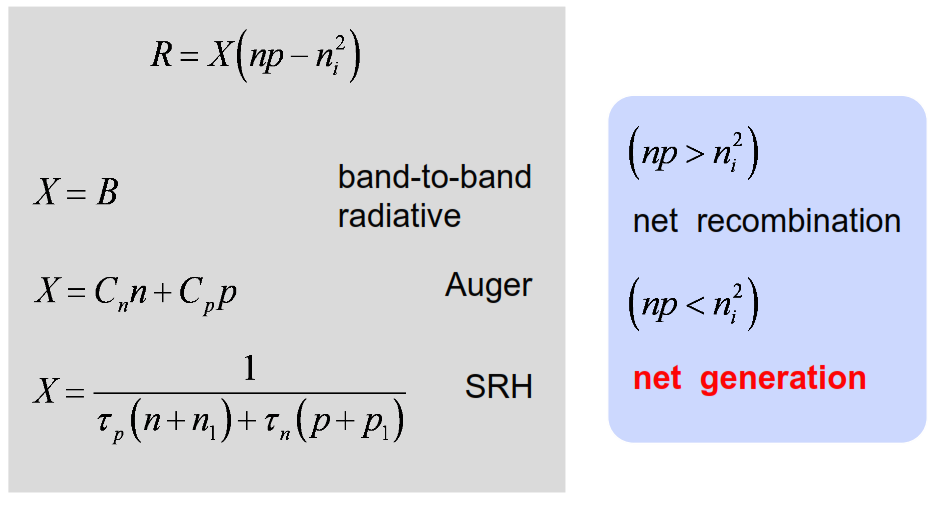 R = X(np − n_i^2)
X = B
band-to-band
radiative
X = C_n n + C_p p
Auger
X = 1 / (τ_p(n + n_1) + τ_n(p + p_1))
SRH
(np > n_i^2)
net recombination
(np < n_i^2)
net generation